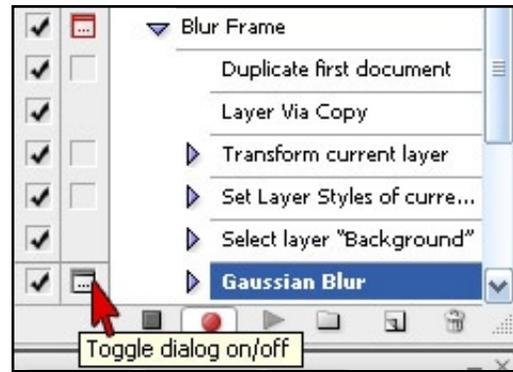 Blur Frame
Duplicate first document
Layer Via Copy
Transform current layer
Set Layer Styles of curre...
Select layer "Background"
Gaussian Blur
Toggle dialog on/off